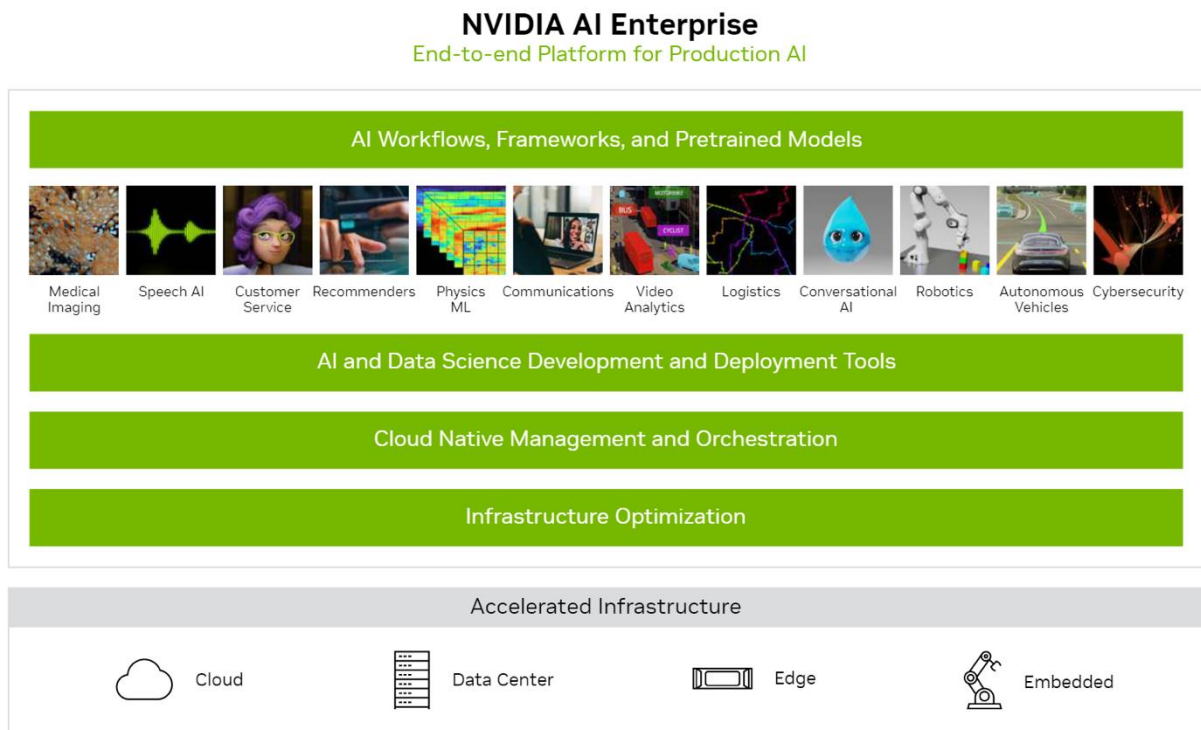 NVIDIA AI Enterprise
End-to-end Platform for Production AI
AI Workflows, Frameworks, and Pretrained Models
BUS
MOTORBIKE
CYCLIST
Medical
Imaging
Speech AI
Customer
Service
Recommenders
Physics
ML
Communications
Video
Analytics
Logistics
Conversational
AI
Robotics
Autonomous
Vehicles
Cybersecurity
AI and Data Science Development and Deployment Tools
Cloud Native Management and Orchestration
Infrastructure Optimization
Accelerated Infrastructure
Cloud
Data Center
Edge
Embedded